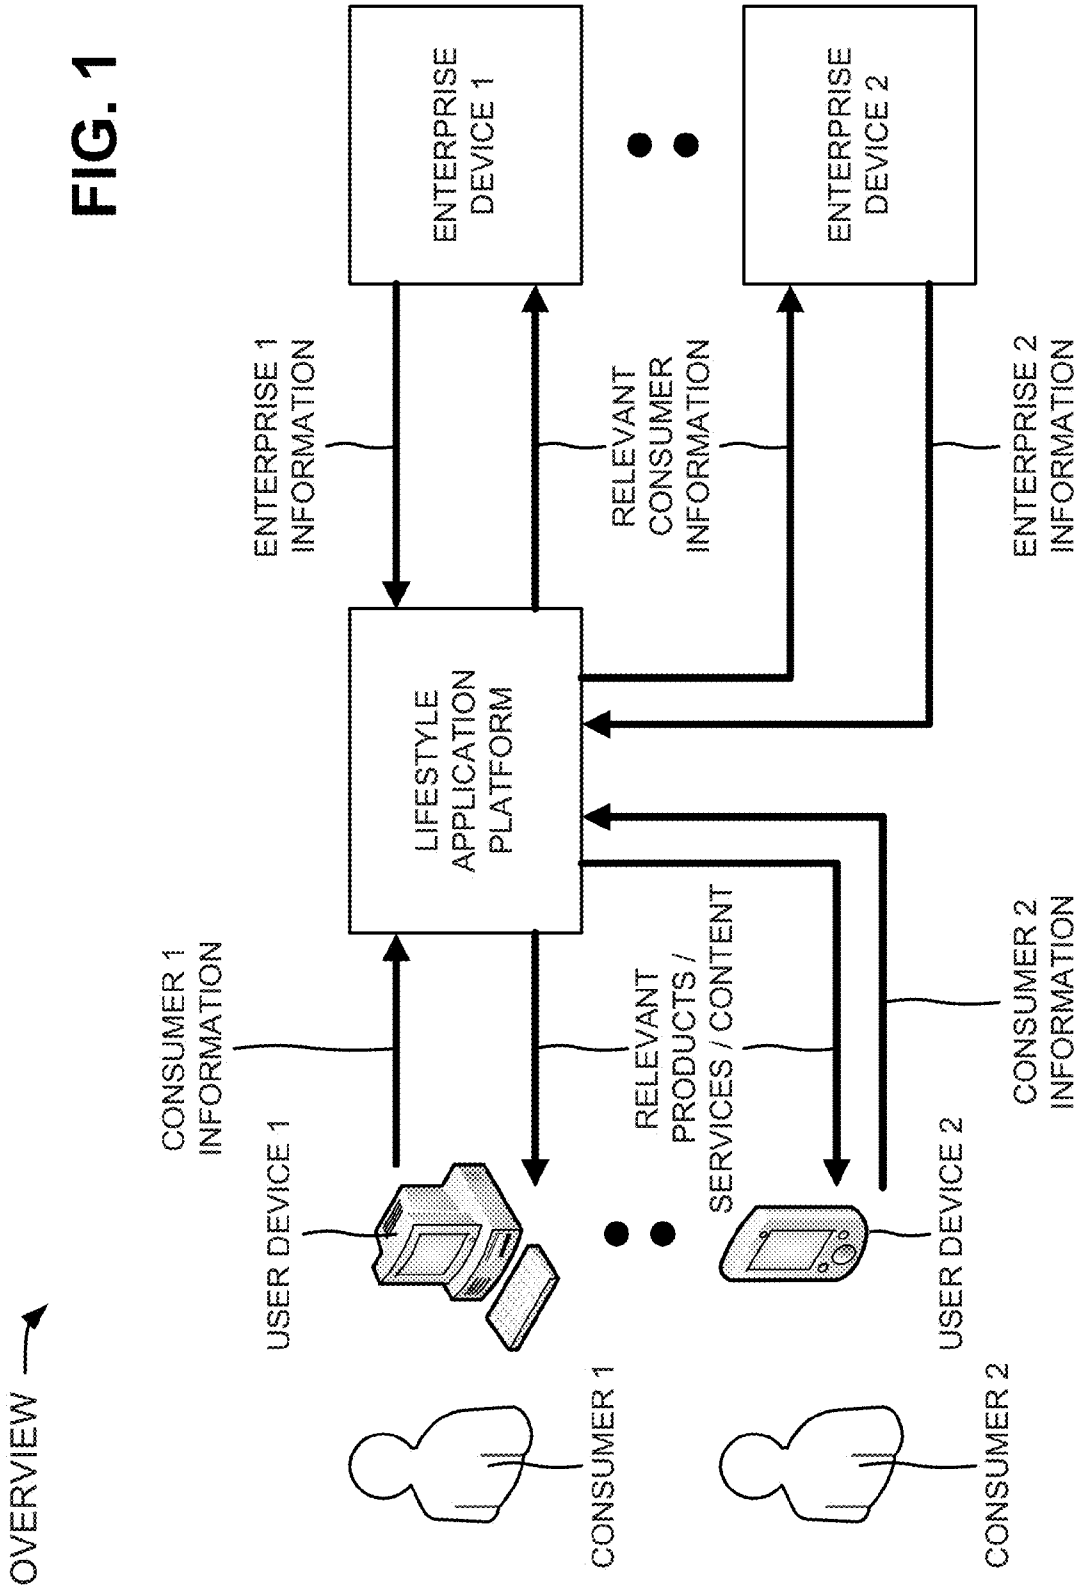 OVERVIEW
FIG. 1
CONSUMER 1
INFORMATION
ENTERPRISE 1
INFORMATION
USER DEVICE 1
LIFESTYLE
APPLICATION
PLATFORM
ENTERPRISE
DEVICE 1
CONSUMER 1
RELEVANT
PRODUCTS /
SERVICES / CONTENT
RELEVANT
CONSUMER
INFORMATION
ENTERPRISE
DEVICE 2
USER DEVICE 2
CONSUMER 2
CONSUMER 2
INFORMATION
ENTERPRISE 2
INFORMATION